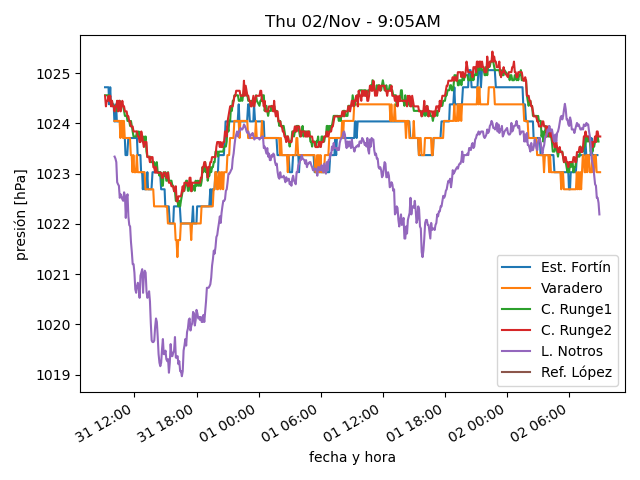 Thu 02/Nov - 9:05AM
presión [hPa]
1025
1024
1023
1022
1021
1020
1019
31 12:00
31 18:00
01 00:00
01 06:00
01 12:00
01 18:00
02 00:00
02 06:00
fecha y hora
Est. Fortín
Varadero
C. Runge1
C. Runge2
L. Notros
Ref. López